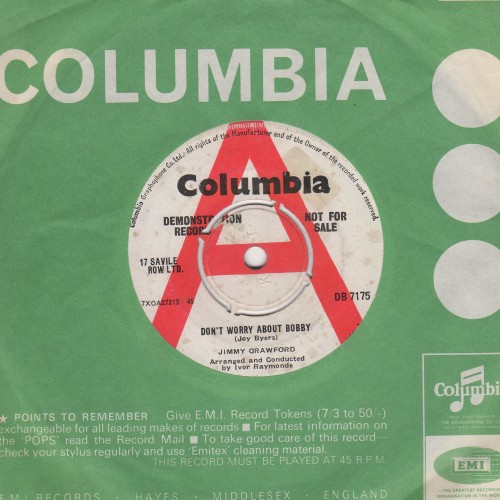 COLUMBIA
Columbia Graphophone Co., Ltd., All rights of the Manufacturer and of the Owner of the recorded work reserved.
Columbia
DEMONSTRATION NOT FOR
RECORD SALE
17 SAVILE
ROW LTD.
7XCA27213 45
DB 7175
DON'T WORRY ABOUT BOBBY
(Joy Byers)
JIMMY CRAWFORD
Arranged and Conducted
by Ivor Raymonde
Columbia
★ POINTS TO REMEMBER — Give E.M.I. Record Tokens (7/3 to 50/-)
exchangeable for all leading makes of records ■ For latest information on
the 'POPS' read the Record Mail ■ To take good care of this record—
check your stylus regularly and use 'Emitex' cleaning material.
THIS RECORD MUST BE PLAYED AT 45 R.P.M.
E.M.I. RECORDS HAYES MIDDLESEX ENGLAND
EMI